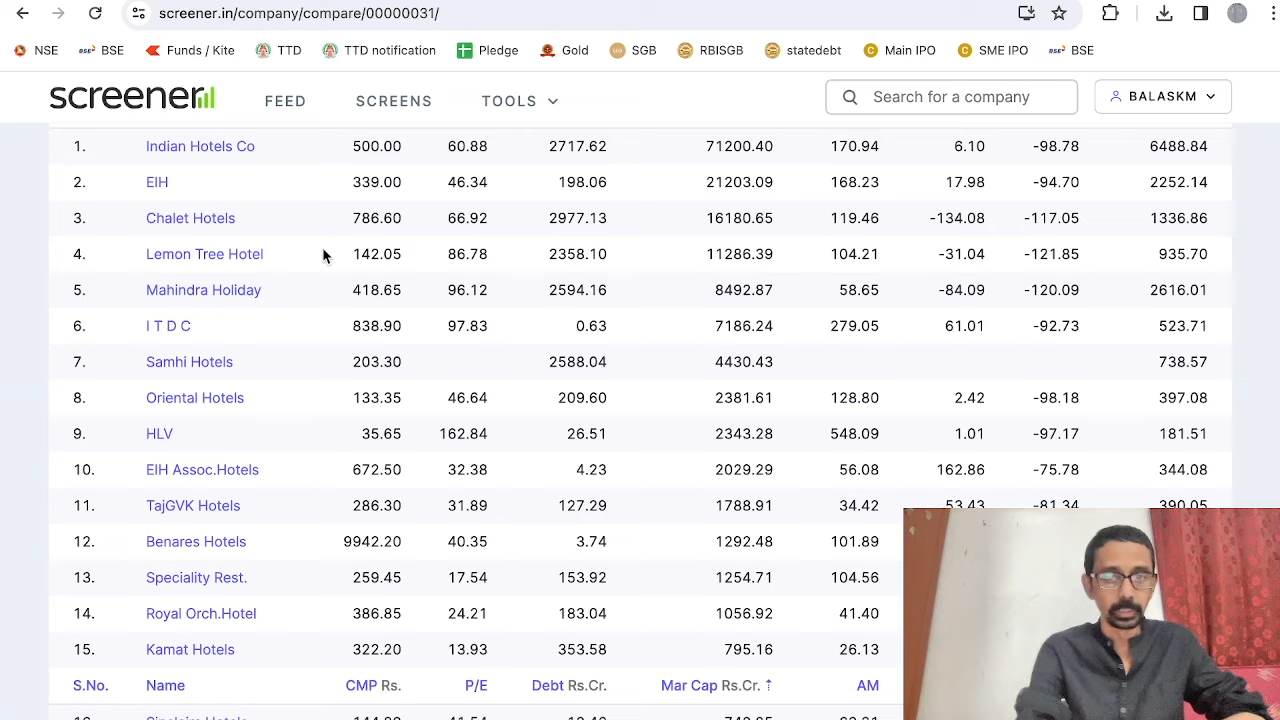 screener.in/company/compare/00000031/
NSE BSE Funds / Kite TTD TTD notification Pledge Gold SGB RBISGB statedebt Main IPO SME IPO BSE
screener FEED SCREENS TOOLS Search for a company BALASKM
1. Indian Hotels Co 500.00 60.88 2717.62 71200.40 170.94 6.10 -98.78 6488.84
2. EIH 339.00 46.34 198.06 21203.09 168.23 17.98 -94.70 2252.14
3. Chalet Hotels 786.60 66.92 2977.13 16180.65 119.46 -134.08 -117.05 1336.86
4. Lemon Tree Hotel 142.05 86.78 2358.10 11286.39 104.21 -31.04 -121.85 935.70
5. Mahindra Holiday 418.65 96.12 2594.16 8492.87 58.65 -84.09 -120.09 2616.01
6. I T D C 838.90 97.83 0.63 7186.24 279.05 61.01 -92.73 523.71
7. Samhi Hotels 203.30 2588.04 4430.43 738.57
8. Oriental Hotels 133.35 46.64 209.60 2381.61 128.80 2.42 -98.18 397.08
9. HLV 35.65 162.84 26.51 2343.28 548.09 1.01 -97.17 181.51
10. EIH Assoc.Hotels 672.50 32.38 4.23 2029.29 56.08 162.86 -75.78 344.08
11. TajGVK Hotels 286.30 31.89 127.29 1788.91 34.42 53.43 -81.34 390.05
12. Benares Hotels 9942.20 40.35 3.74 1292.48 101.89
13. Speciality Rest. 259.45 17.54 153.92 1254.71 104.56
14. Royal Orch.Hotel 386.85 24.21 183.04 1056.92 41.40
15. Kamat Hotels 322.20 13.93 353.58 795.16 26.13
S.No. Name CMP Rs. P/E Debt Rs.Cr. Mar Cap Rs.Cr. ↑ AM